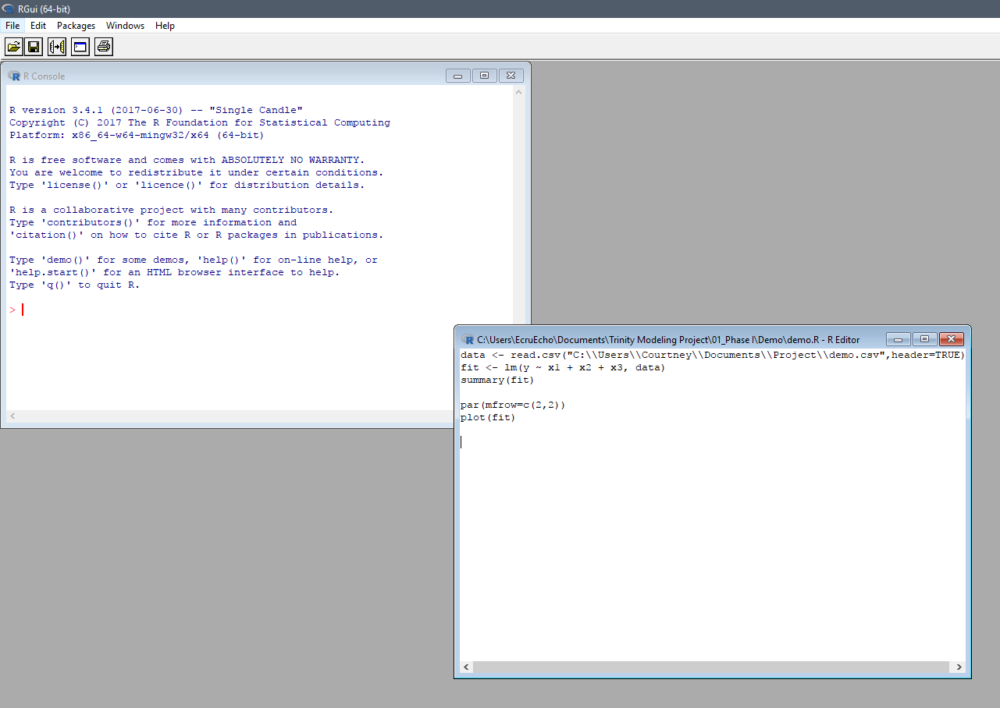 RGui (64-bit)
File Edit Packages Windows Help
R Console
R version 3.4.1 (2017-06-30) -- "Single Candle"
Copyright (C) 2017 The R Foundation for Statistical Computing
Platform: x86_64-w64-mingw32/x64 (64-bit)
R is free software and comes with ABSOLUTELY NO WARRANTY.
You are welcome to redistribute it under certain conditions.
Type 'license()' or 'licence()' for distribution details.
R is a collaborative project with many contributors.
Type 'contributors()' for more information and
'citation()' on how to cite R or R packages in publications.
Type 'demo()' for some demos, 'help()' for on-line help, or
'help.start()' for an HTML browser interface to help.
Type 'q()' to quit R.
>
C:\Users\EcruEcho\Documents\Trinity Modeling Project\01_Phase I\Demo\demo.R - R Editor
data <- read.csv("C:\\Users\\Courtney\\Documents\\Project\\demo.csv",header=TRUE)
fit <- lm(y ~ x1 + x2 + x3, data)
summary(fit)
par(mfrow=c(2,2))
plot(fit)